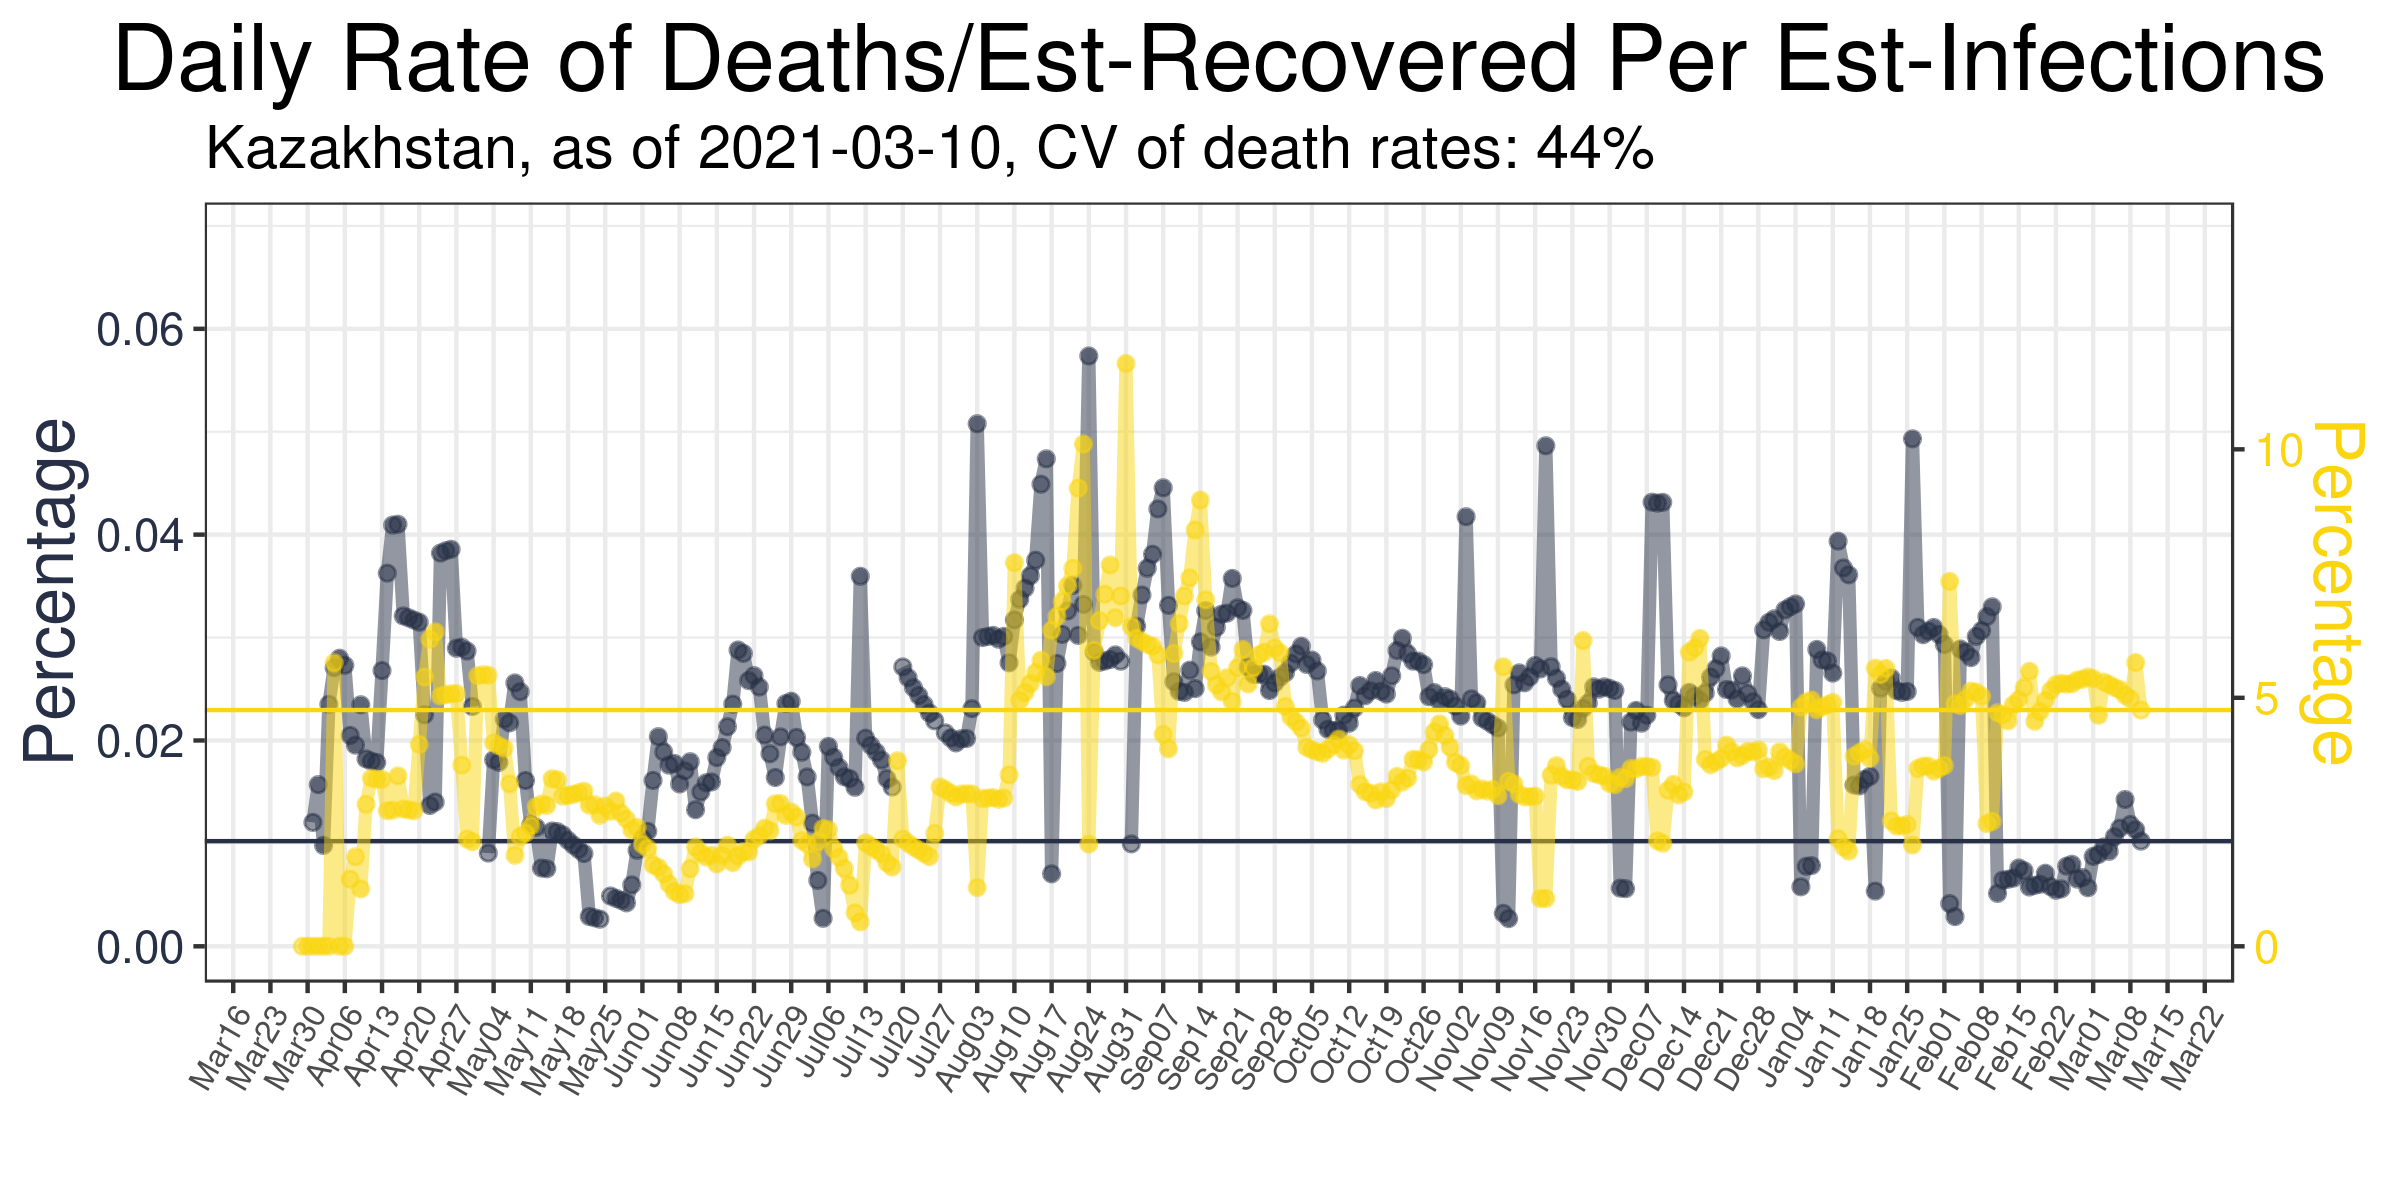 Daily Rate of Deaths/Est-Recovered Per Est-Infections
Kazakhstan, as of 2021-03-10, CV of death rates: 44%
Percentage
0.06
0.04
0.02
0.00
10
5
0
Percentage
Mar16
Mar23
Mar30
Apr06
Apr13
Apr20
Apr27
May04
May11
May18
May25
Jun01
Jun08
Jun15
Jun22
Jun29
Jul06
Jul13
Jul20
Jul27
Aug03
Aug10
Aug17
Aug24
Aug31
Sep07
Sep14
Sep21
Sep28
Oct05
Oct12
Oct19
Oct26
Nov02
Nov09
Nov16
Nov23
Nov30
Dec07
Dec14
Dec21
Dec28
Jan04
Jan11
Jan18
Jan25
Feb01
Feb08
Feb15
Feb22
Mar01
Mar08
Mar15
Mar22